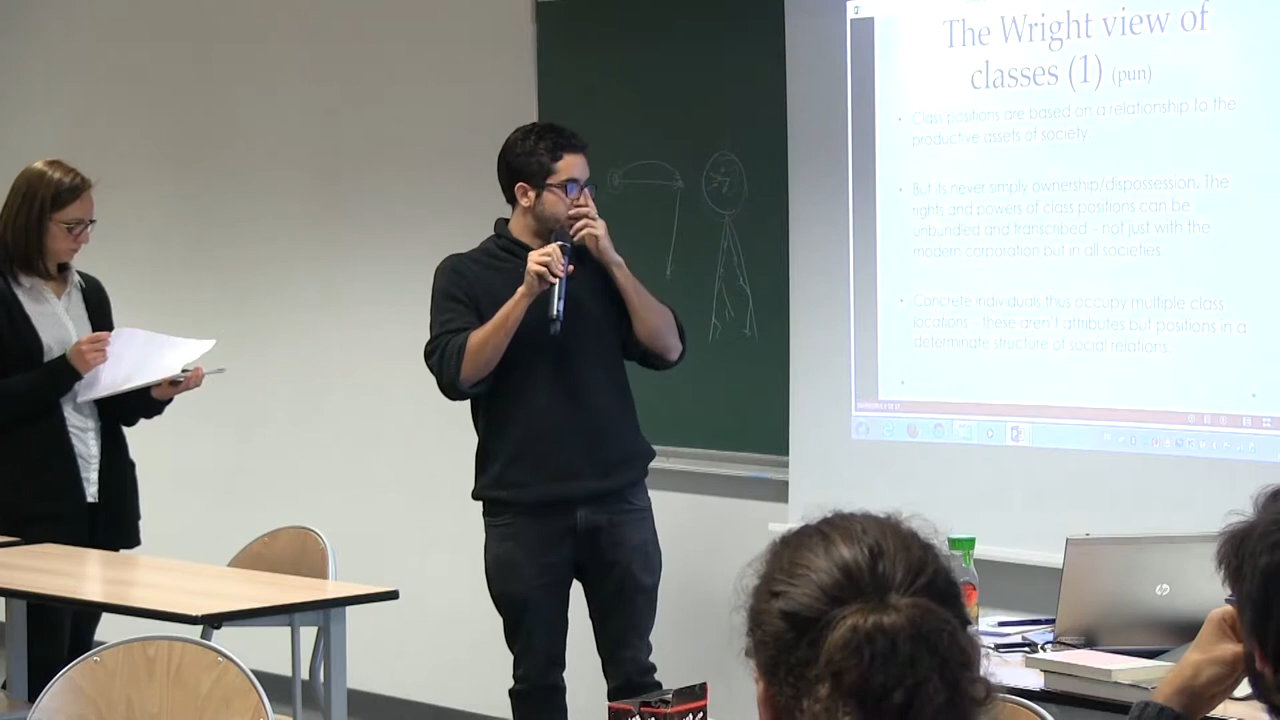 The Wright view of
classes (1) (pun)
• Class positions are based on a relationship to the
productive assets of society.
• But its never simply ownership/dispossession. The
rights and powers of class positions can be
unbundled and transcribed – not just with the
modern corporation but in all societies.
• Concrete individuals thus occupy multiple class
locations – these aren't attributes but positions in a
determinate structure of social relations.
hp